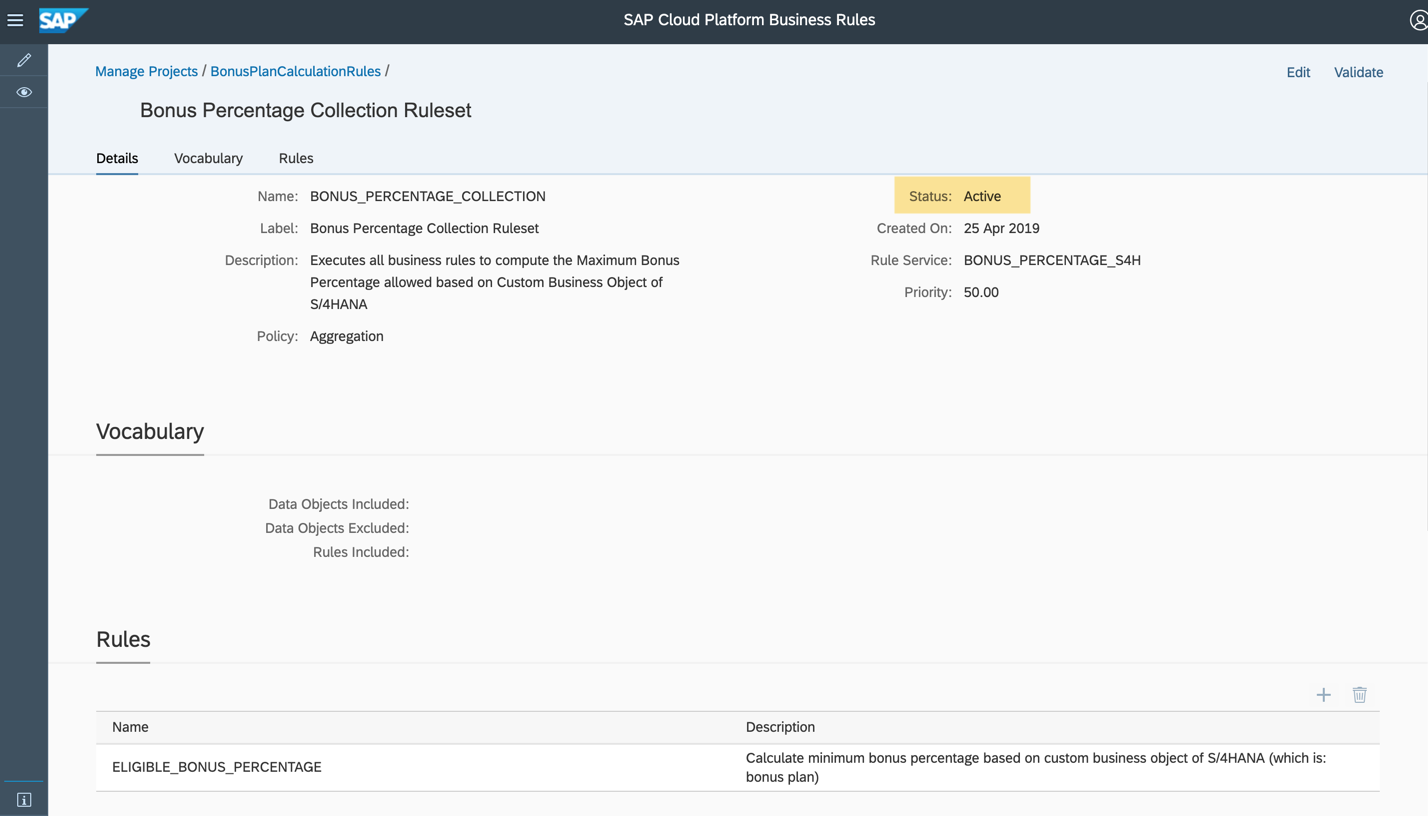 SAP
SAP Cloud Platform Business Rules
Manage Projects / BonusPlanCalculationRules /
Edit Validate
Bonus Percentage Collection Ruleset
Details Vocabulary Rules
Name: BONUS_PERCENTAGE_COLLECTION
Label: Bonus Percentage Collection Ruleset
Description: Executes all business rules to compute the Maximum Bonus
Percentage allowed based on Custom Business Object of
S/4HANA
Policy: Aggregation
Status: Active
Created On: 25 Apr 2019
Rule Service: BONUS_PERCENTAGE_S4H
Priority: 50.00
Vocabulary
Data Objects Included:
Data Objects Excluded:
Rules Included:
Rules
Name Description
ELIGIBLE_BONUS_PERCENTAGE
Calculate minimum bonus percentage based on custom business object of S/4HANA (which is:
bonus plan)